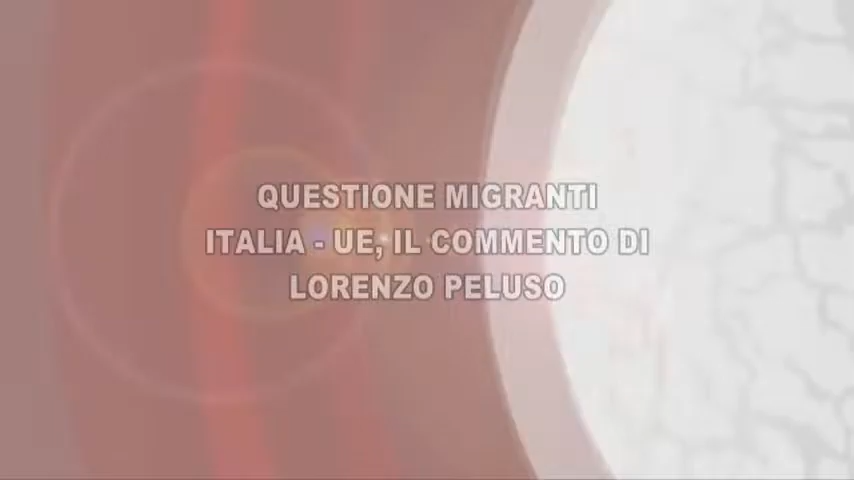 QUESTIONE MIGRANTI
ITALIA - UE, IL COMMENTO DI
LORENZO PELUSO